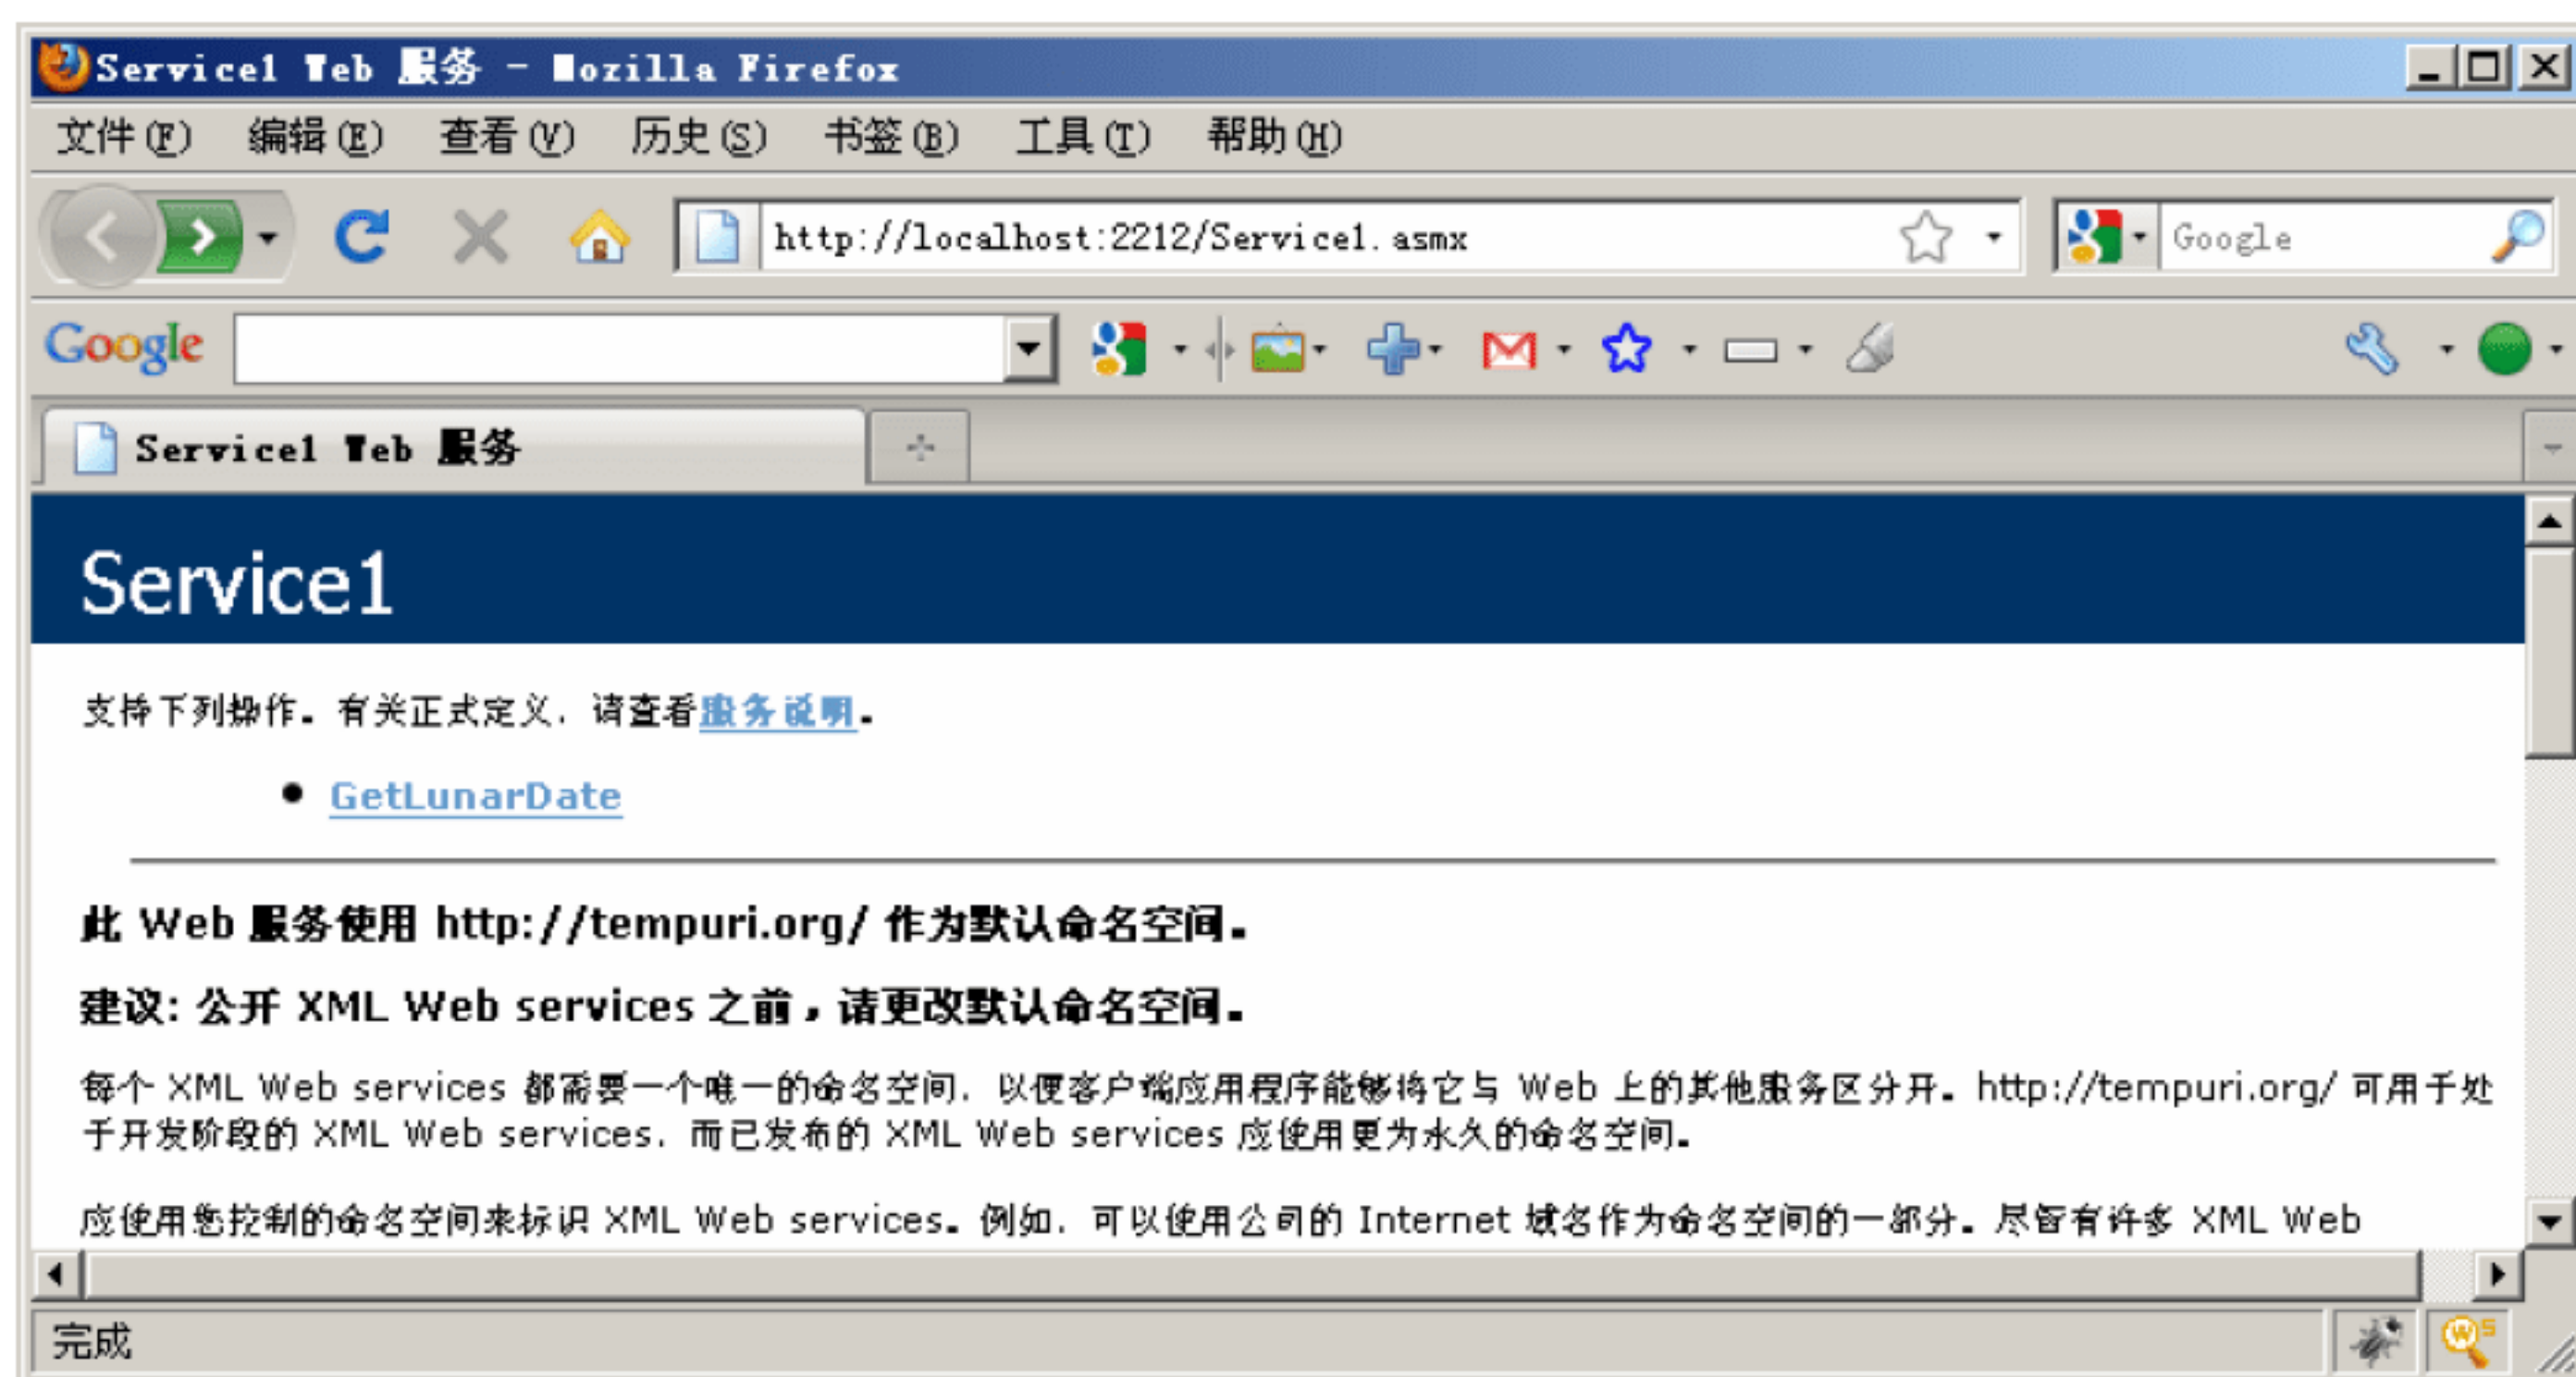 Service1 Web 服务 - Mozilla Firefox
文件(F) 编辑(E) 查看(V) 历史(S) 书签(B) 工具(T) 帮助(H)
http://localhost:2212/Service1.asmx Google
Google
Service1 Web 服务
Service1
支持下列操作。有关正式定义，请查看服务说明。
• GetLunarDate
此 Web 服务使用 http://tempuri.org/ 作为默认命名空间。
建议: 公开 XML Web services 之前，请更改默认命名空间。
每个 XML Web services 都需要一个唯一的命名空间，以便客户端应用程序能够将它与 Web 上的其他服务区分开。http://tempuri.org/ 可用于处
于开发阶段的 XML Web services，而已发布的 XML Web services 应使用更为永久的命名空间。
应使用您控制的命名空间来标识 XML Web services。例如，可以使用公司的 Internet 域名作为命名空间的一部分。尽管有许多 XML Web
完成